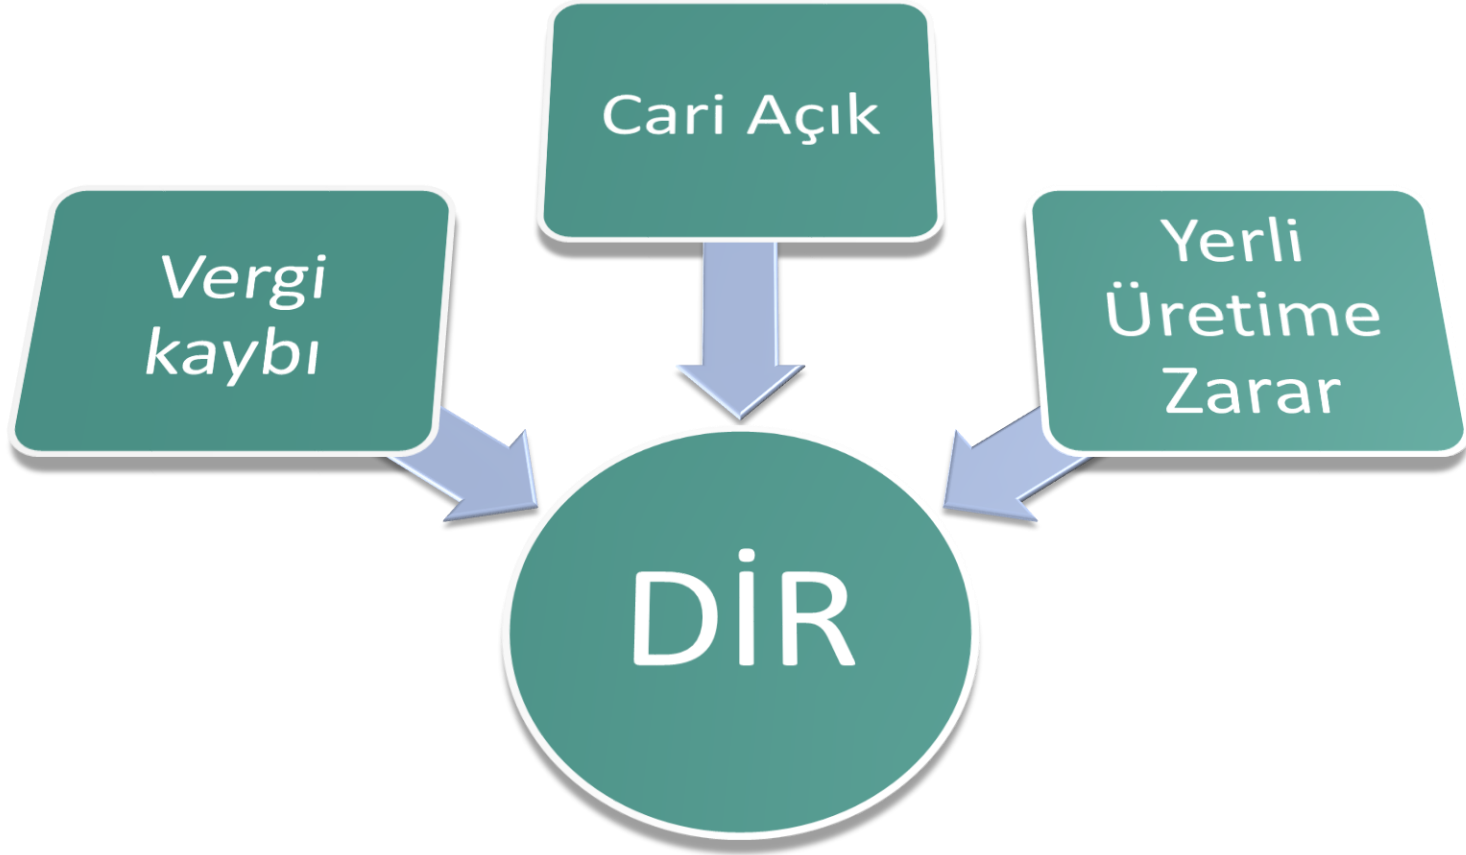 Cari Açık
Vergi
kaybı
Yerli
Üretime
Zarar
DİR